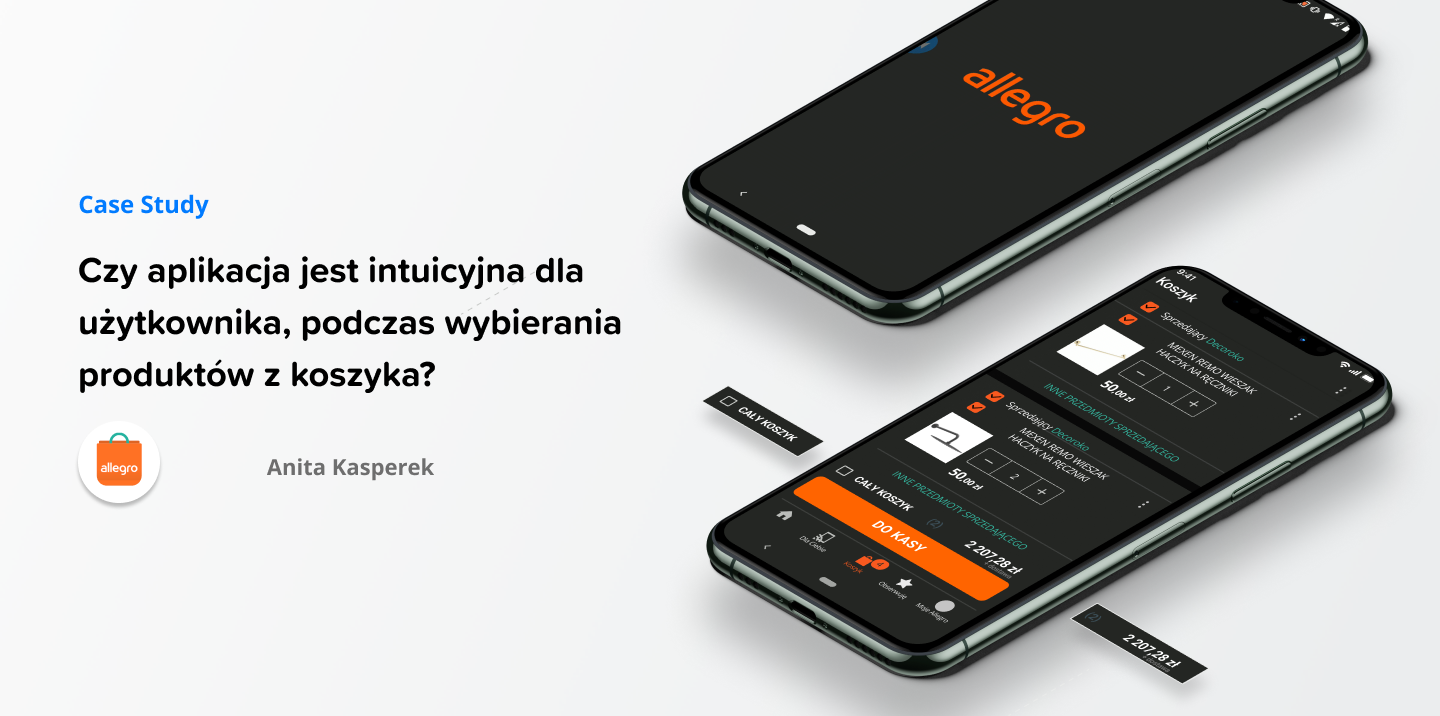 Case Study
Czy aplikacja jest intuicyjna dla
użytkownika, podczas wybierania
produktów z koszyka?
allegro
Anita Kasperek
allegro
9:41
Koszyk
Sprzedający Decoroko
MEXEN REMO WIESZAK
HACZYK NA RĘCZNIKI
1
50,00 zł
INNE PRZEDMIOTY SPRZEDAJĄCEGO
Sprzedający Decoroko
MEXEN REMO WIESZAK
HACZYK NA RĘCZNIKI
2
50,00 zł
INNE PRZEDMIOTY SPRZEDAJĄCEGO
CAŁY KOSZYK
(2)
2 207,28 zł
+ dostawa
DO KASY
Dla Ciebie
Koszyk
4
Obserwuję
Moje Allegro
CAŁY KOSZYK
(2)
2 207,28 zł
+ dostawa